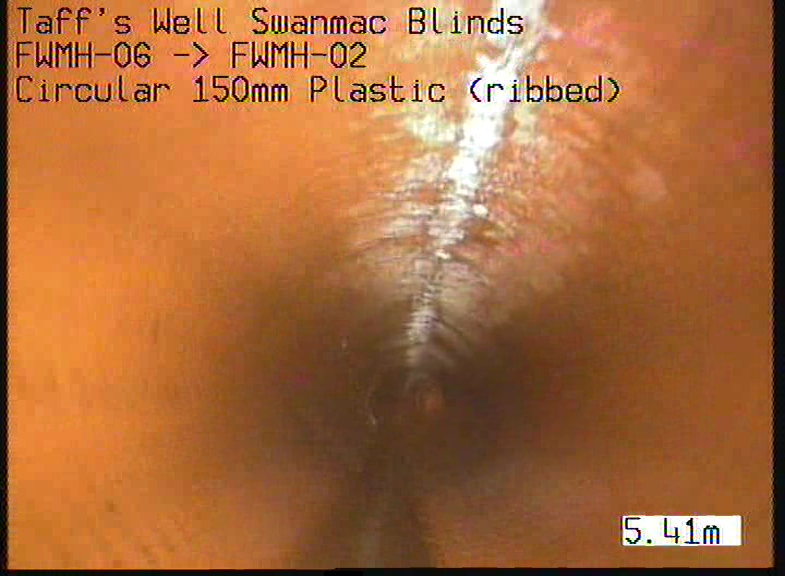 Taff's Well Swanmac Blinds
FWMH-06 -> FWMH-02
Circular 150mm Plastic (ribbed)
5.41m